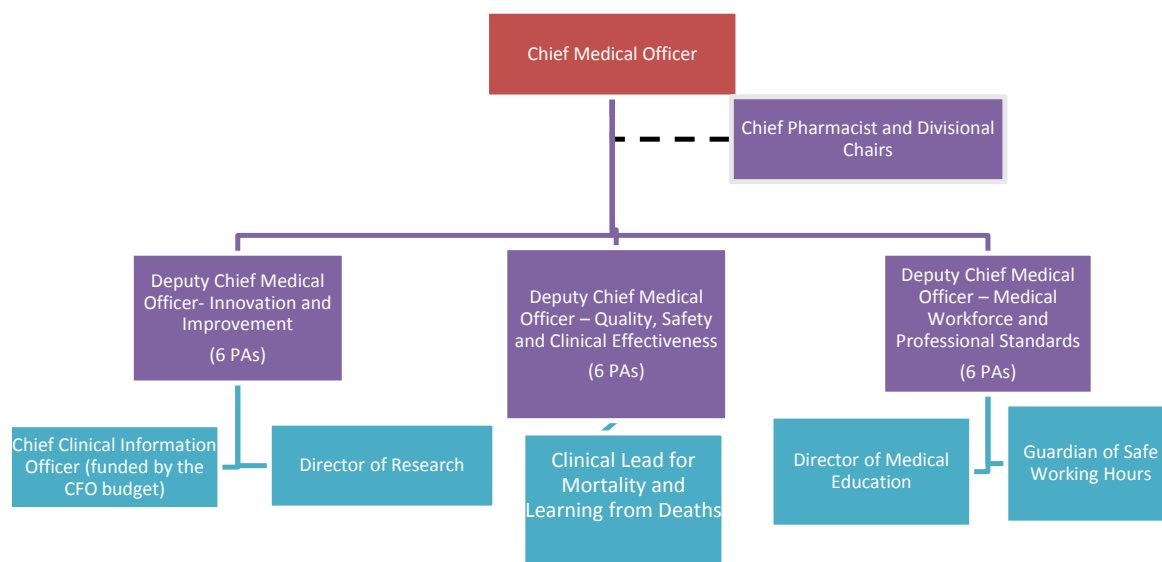 Chief Medical Officer
Chief Pharmacist and Divisional
Chairs
Deputy Chief Medical
Officer- Innovation and
Improvement
(6 PAs)
Deputy Chief Medical
Officer – Quality, Safety
and Clinical Effectiveness
(6 PAs)
Deputy Chief Medical
Officer – Medical
Workforce and
Professional Standards
(6 PAs)
Chief Clinical Information
Officer (funded by the
CFO budget)
Director of Research
Clinical Lead for
Mortality and
Learning from Deaths
Director of Medical
Education
Guardian of Safe
Working Hours